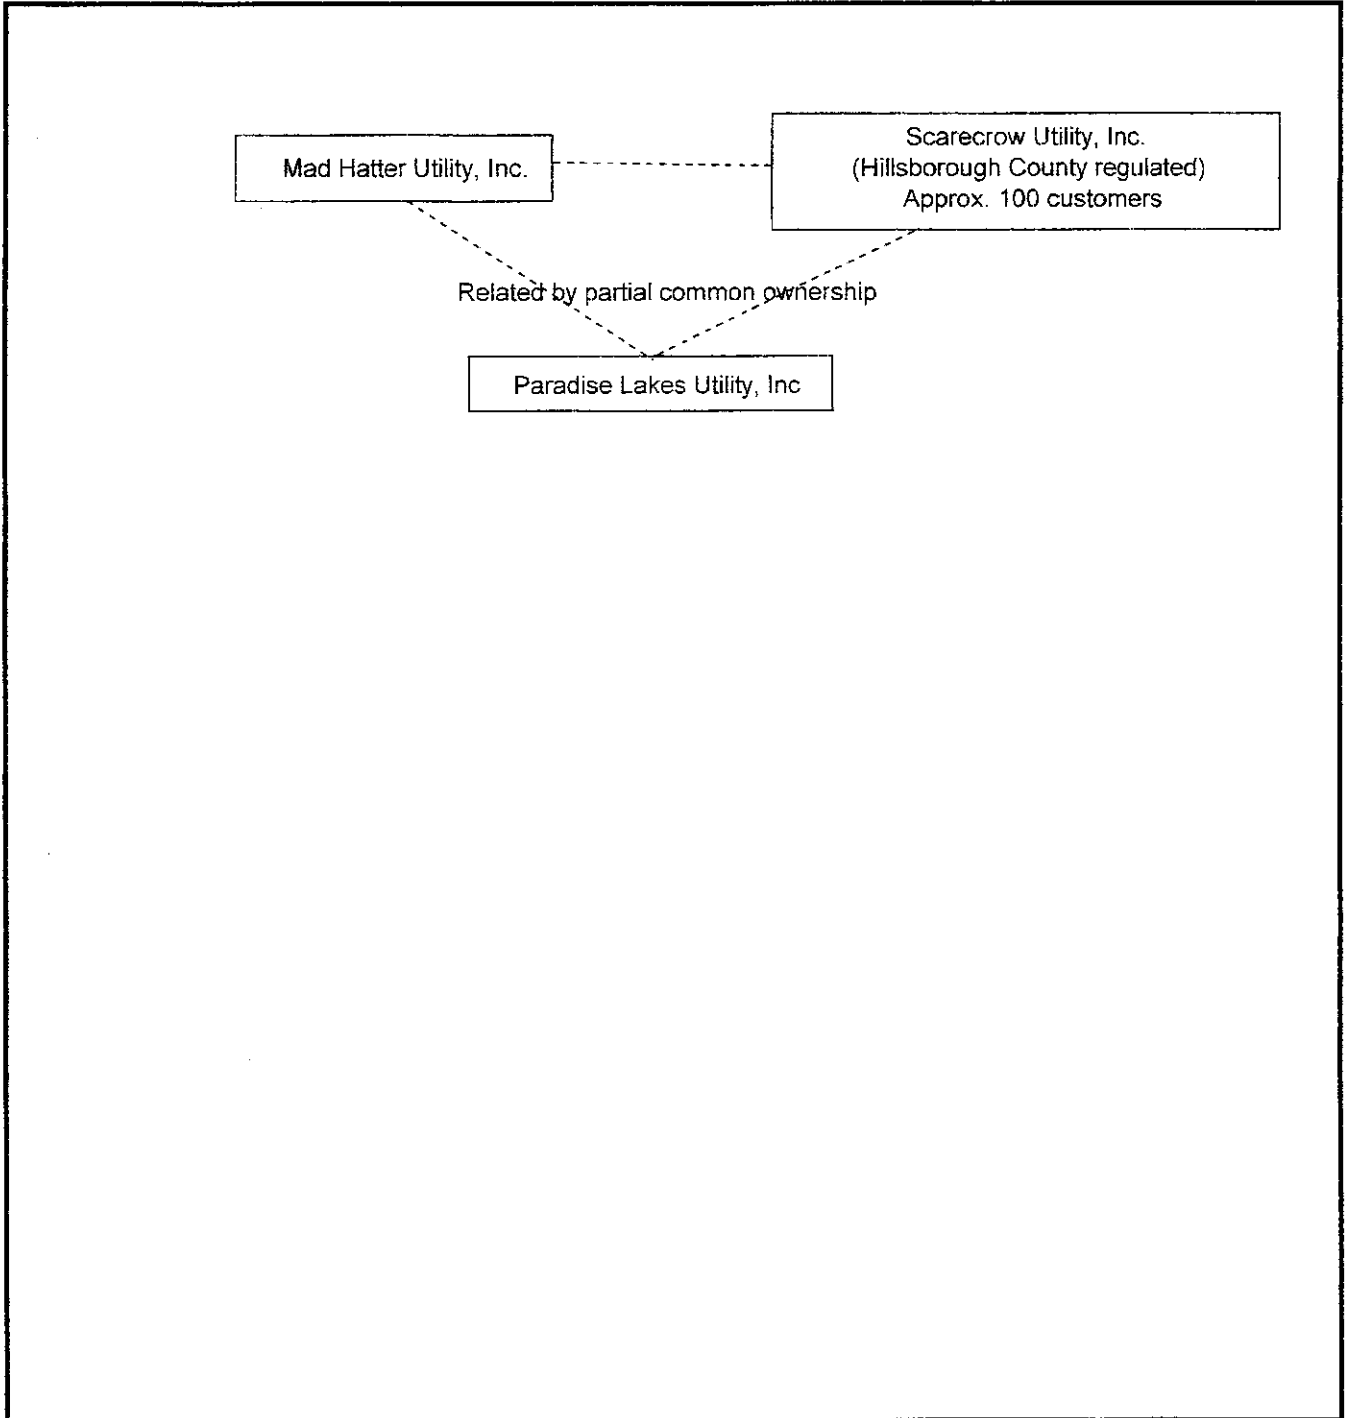 Mad Hatter Utility, Inc.
Scarecrow Utility, Inc.
(Hillsborough County regulated)
Approx. 100 customers
Related by partial common ownership
Paradise Lakes Utility, Inc